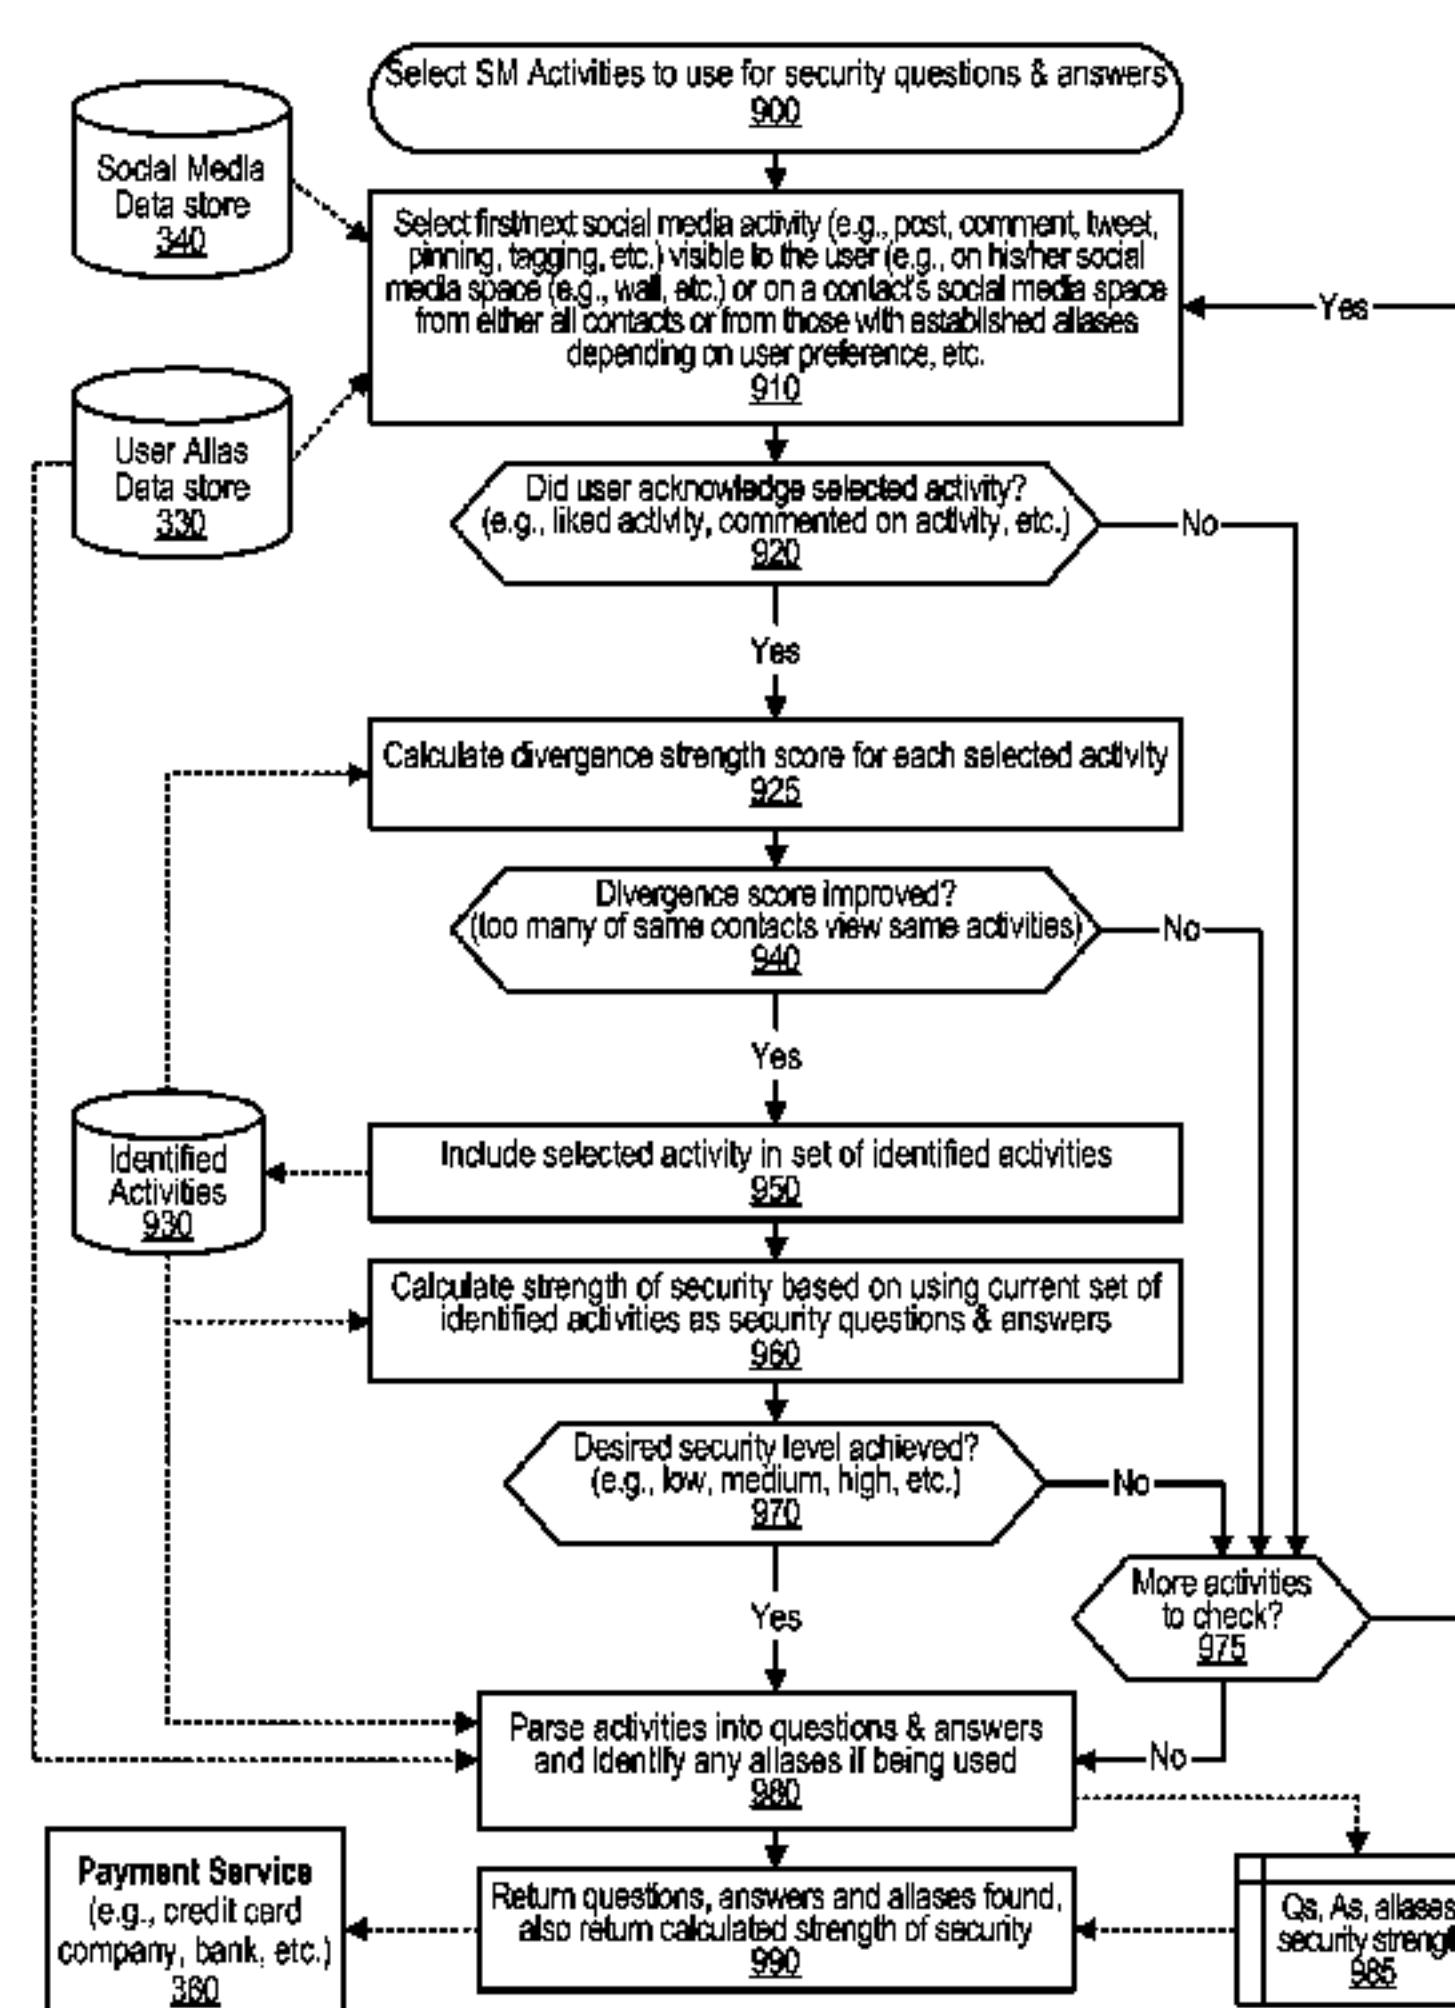 Select SM Activities to use for security questions & answers
900
Social Media
Data store
340
Select first/next social media activity (e.g., post, comment, tweet,
pinning, tagging, etc.) visible to the user (e.g., on his/her social
media space (e.g., wall, etc.) or on a contact's social media space
from either all contacts or from those with established aliases
depending on user preference, etc.
910
Yes
User Alias
Data store
330
Did user acknowledge selected activity?
(e.g., liked activity, commented on activity, etc.)
920
No
Yes
Calculate divergence strength score for each selected activity
925
Divergence score improved?
(too many of same contacts view same activities)
940
No
Yes
Identified
Activities
930
Include selected activity in set of identified activities
950
Calculate strength of security based on using current set of
identified activities as security questions & answers
960
Desired security level achieved?
(e.g., low, medium, high, etc.)
970
No
Yes
More activities
to check?
975
No
Parse activities into questions & answers
and identify any aliases if being used
980
Payment Service
(e.g., credit card
company, bank, etc.)
360
Return questions, answers and aliases found,
also return calculated strength of security
990
Qs, As, aliases
security
985